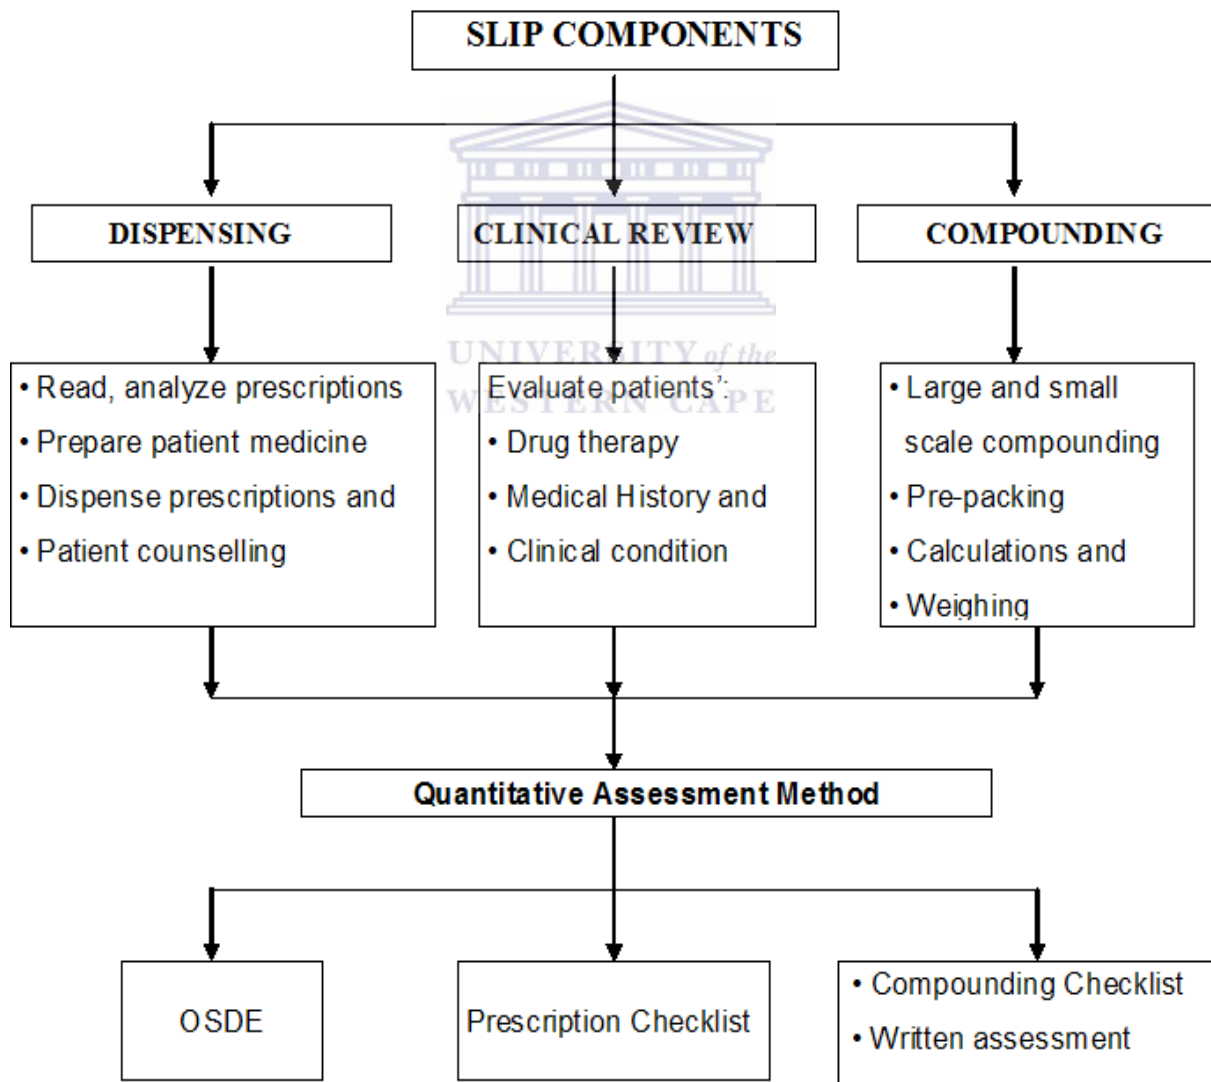 SLIP COMPONENTS
DISPENSING
CLINICAL REVIEW
COMPOUNDING
• Read, analyze prescriptions
• Prepare patient medicine
• Dispense prescriptions and
• Patient counselling
UNIVERSITY of the
WESTERN CAPE
Evaluate patients’:
• Drug therapy
• Medical History and
• Clinical condition
• Large and small
scale compounding
• Pre-packing
• Calculations and
• Weighing
Quantitative Assessment Method
OSDE
Prescription Checklist
• Compounding Checklist
• Written assessment